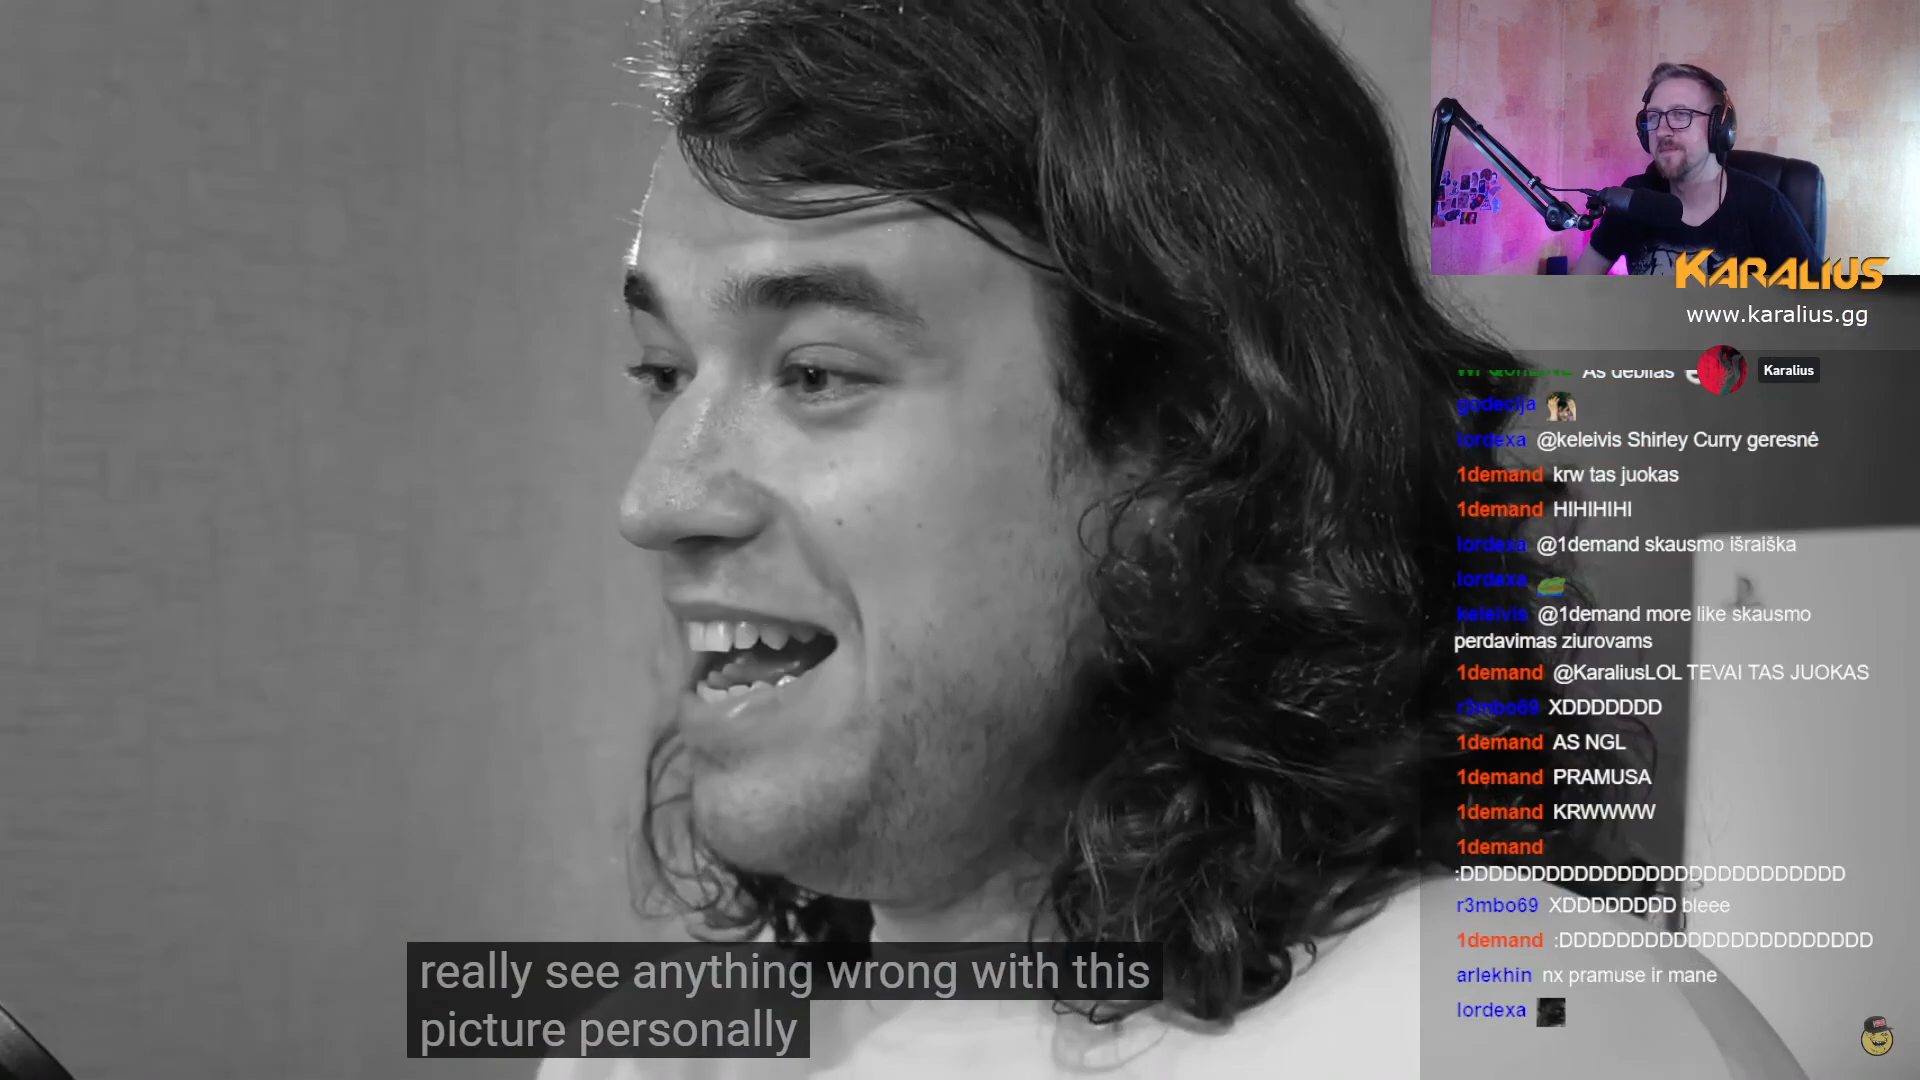 KARALIUS
www.karalius.gg
Karalius
As debilas
godecija
lordexa @keleivis Shirley Curry geresnė
1demand krw tas juokas
1demand HIHIHIHI
lordexa @1demand skausmo išraiška
lordexa
keleivis @1demand more like skausmo
perdavimas ziurovams
1demand @KaraliusLOL TEVAI TAS JUOKAS
r3mbo69 XDDDDDDD
1demand AS NGL
1demand PRAMUSA
1demand KRWWWW
1demand
:DDDDDDDDDDDDDDDDDDDDDDDDDDD
r3mbo69 XDDDDDDDD bleee
1demand :DDDDDDDDDDDDDDDDDDDDDD
arlekhin nx pramuse ir mane
lordexa
really see anything wrong with this
picture personally